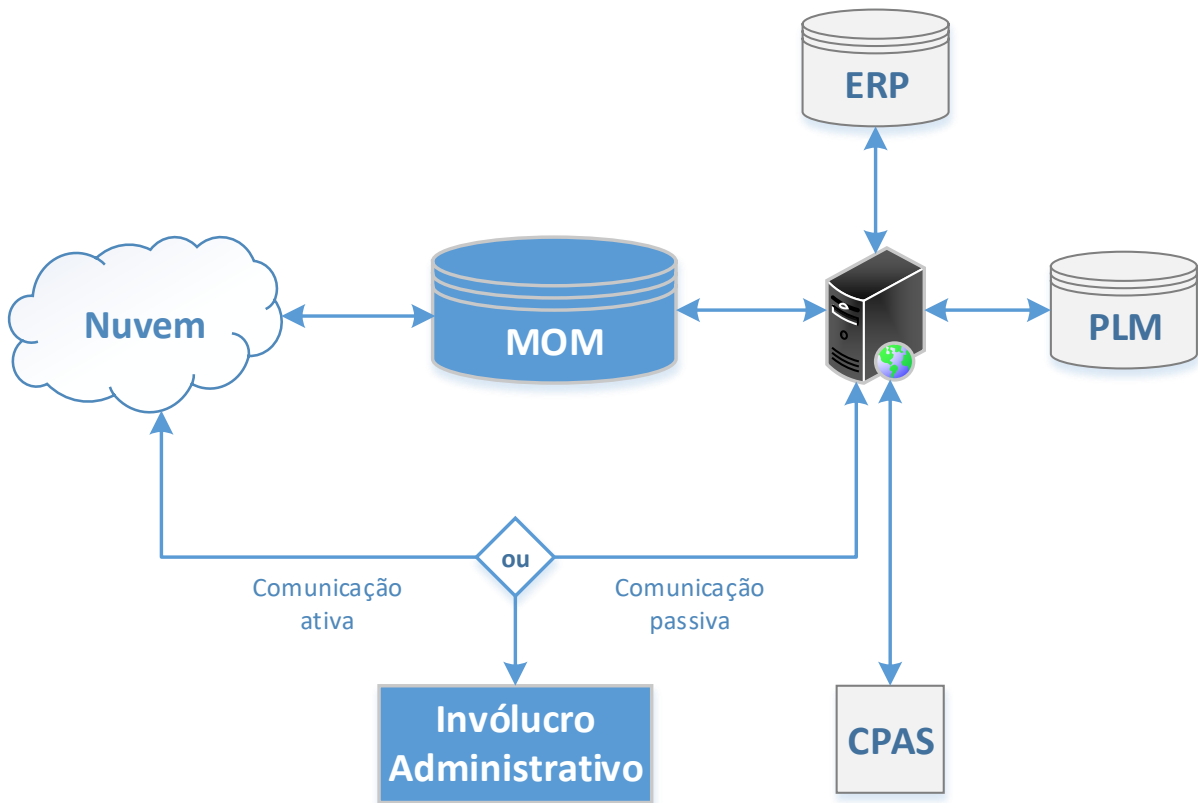 ERP
Nuvem
MOM
PLM
ou
Comunicação
ativa
Comunicação
passiva
Invólucro
Administrativo
CPAS